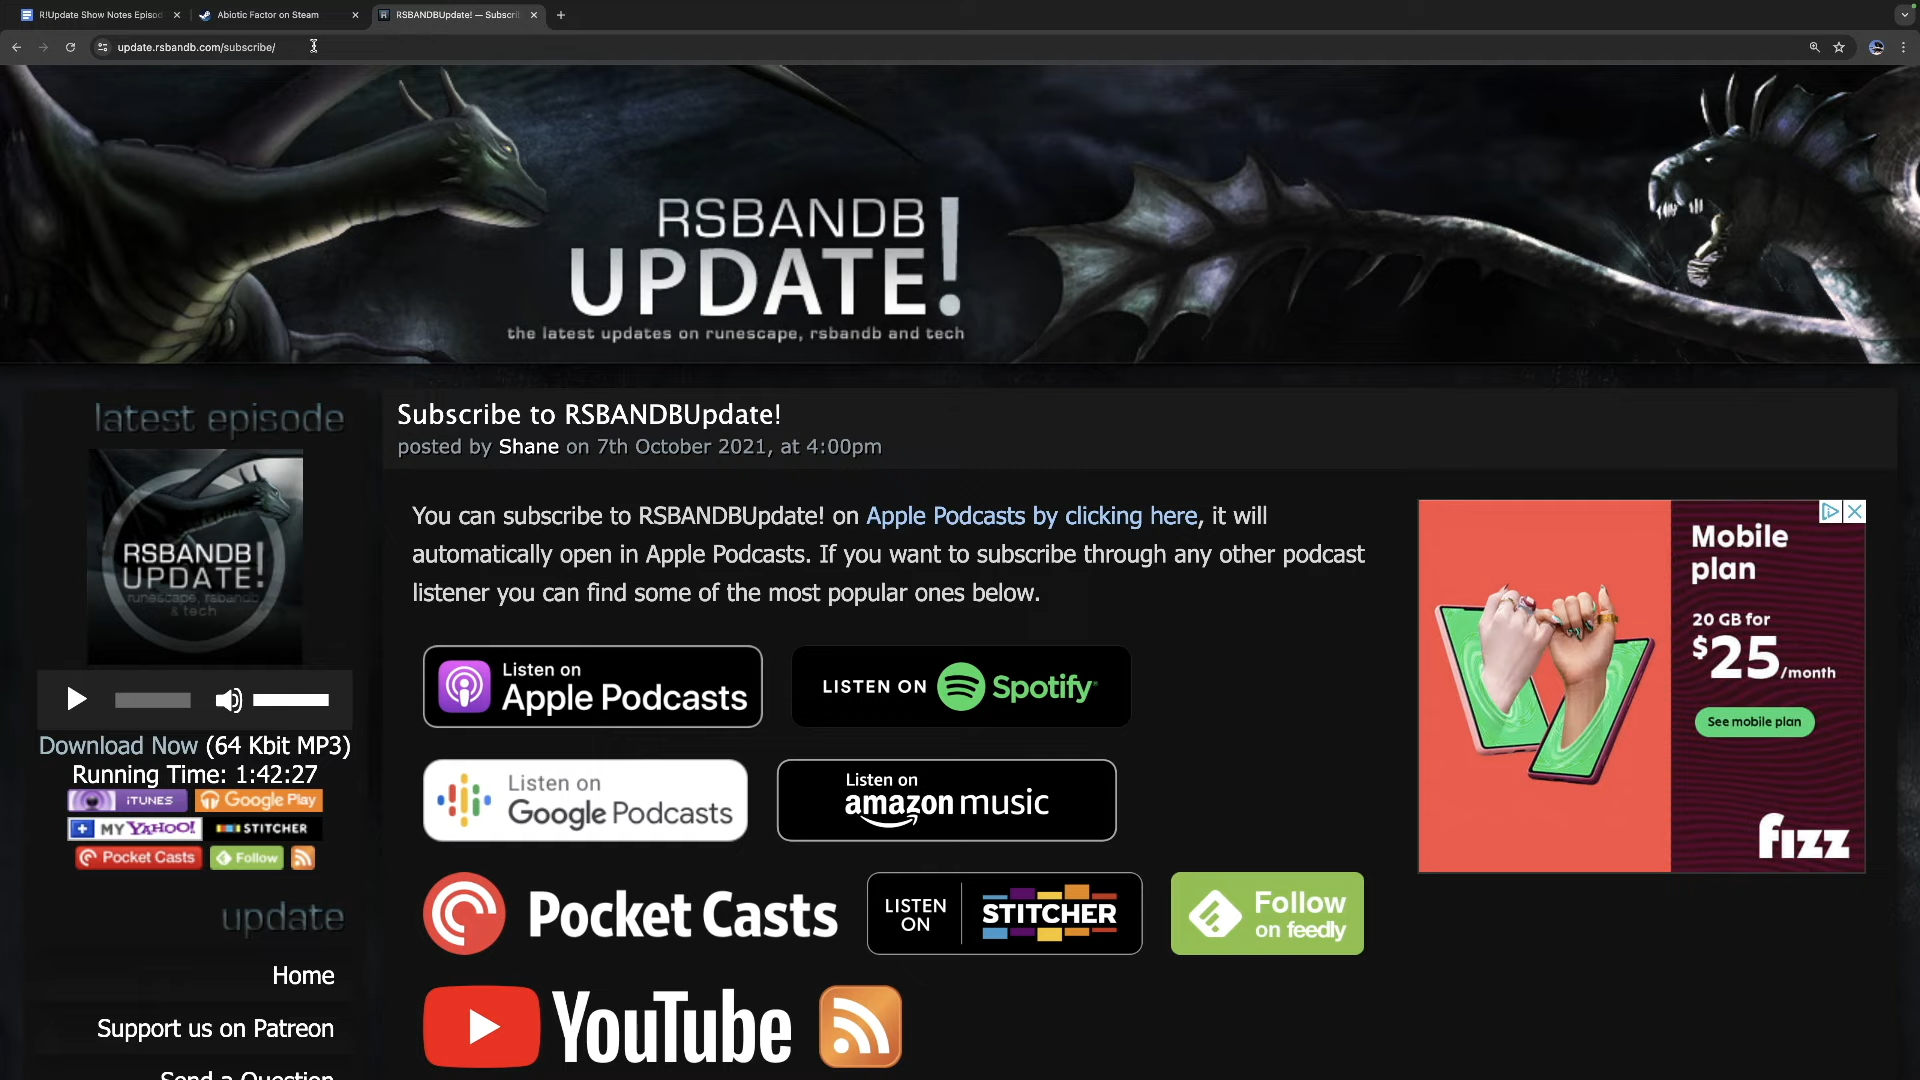 R!Update Show Notes Episod
Abiotic Factor on Steam
RSBANDBUpdate! — Subscri
update.rsbandb.com/subscribe/
RSBANDB
UPDATE!
the latest updates on runescape, rsbandb and tech
latest episode
RSBANDB
UPDATE!
runescape, rsbandb
& tech
Download Now (64 Kbit MP3)
Running Time: 1:42:27
iTUNES
Google Play
MY YAHOO!
STITCHER
Pocket Casts
Follow
update
Home
Support us on Patreon
Send a Question
Subscribe to RSBANDBUpdate!
posted by Shane on 7th October 2021, at 4:00pm
You can subscribe to RSBANDBUpdate! on Apple Podcasts by clicking here, it will
automatically open in Apple Podcasts. If you want to subscribe through any other podcast
listener you can find some of the most popular ones below.
Listen on
Apple Podcasts
LISTEN ON Spotify
Listen on
Google Podcasts
Listen on
amazon music
Pocket Casts
LISTEN
ON
STITCHER
Follow
on feedly
YouTube
Mobile
plan
20 GB for
$25/month
See mobile plan
fizz